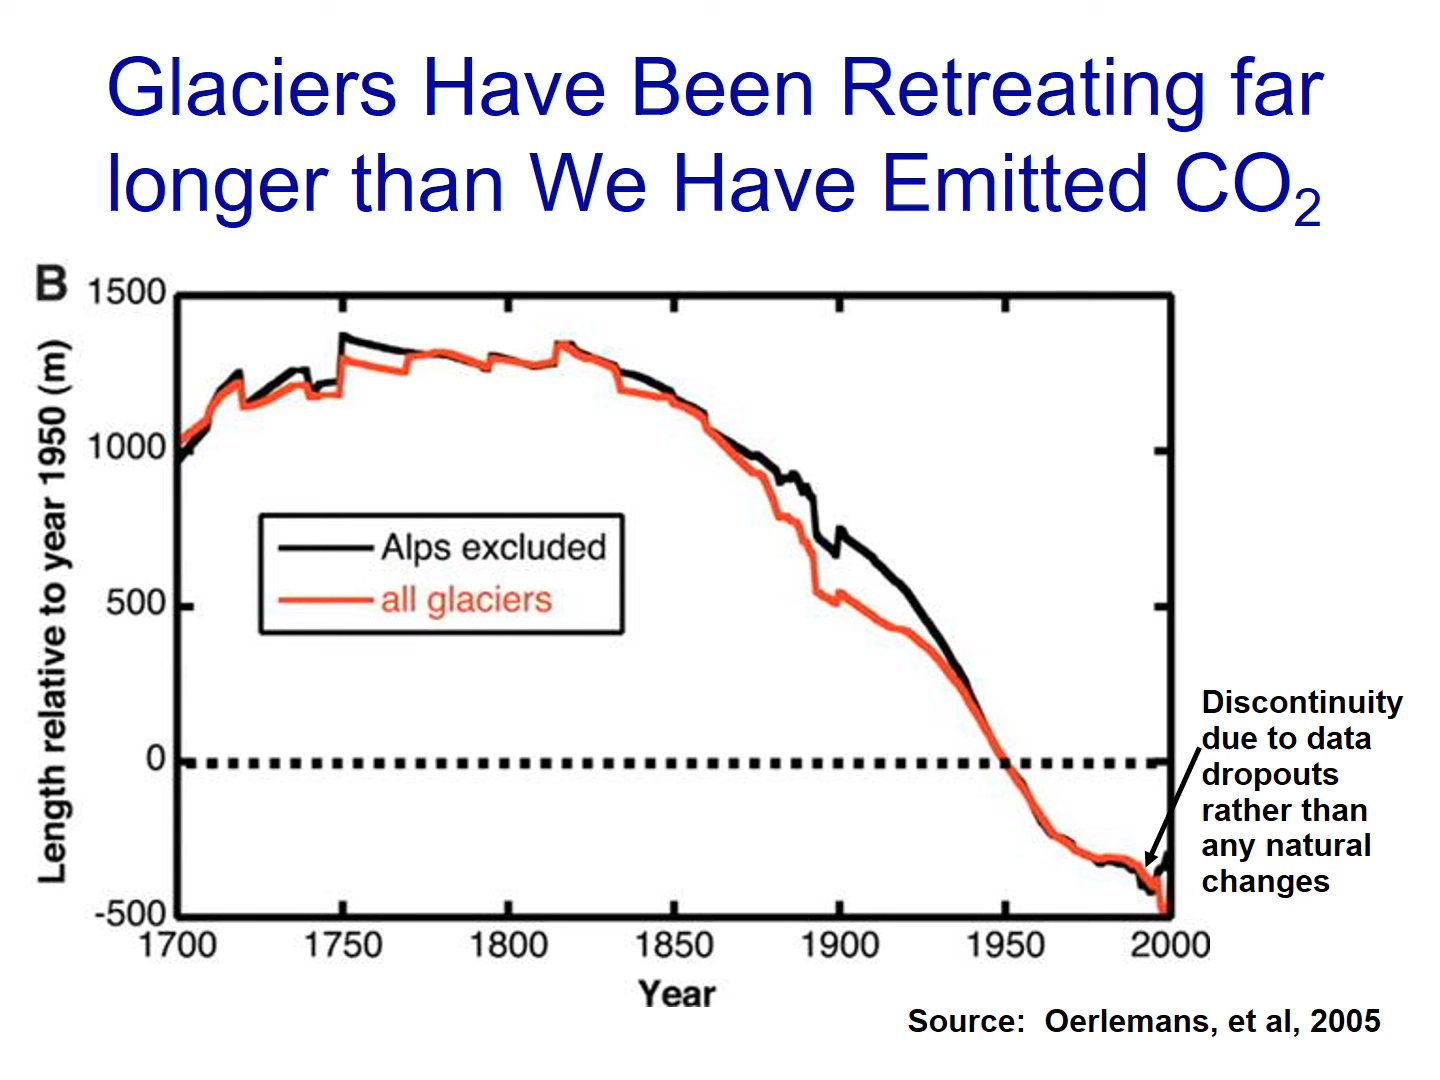 Glaciers Have Been Retreating far
longer than We Have Emitted CO₂
B
1500
1000
500
0
-500
Length relative to year 1950 (m)
Alps excluded
all glaciers
1700 1750 1800 1850 1900 1950 2000
Year
Discontinuity
due to data
dropouts
rather than
any natural
changes
Source: Oerlemans, et al, 2005